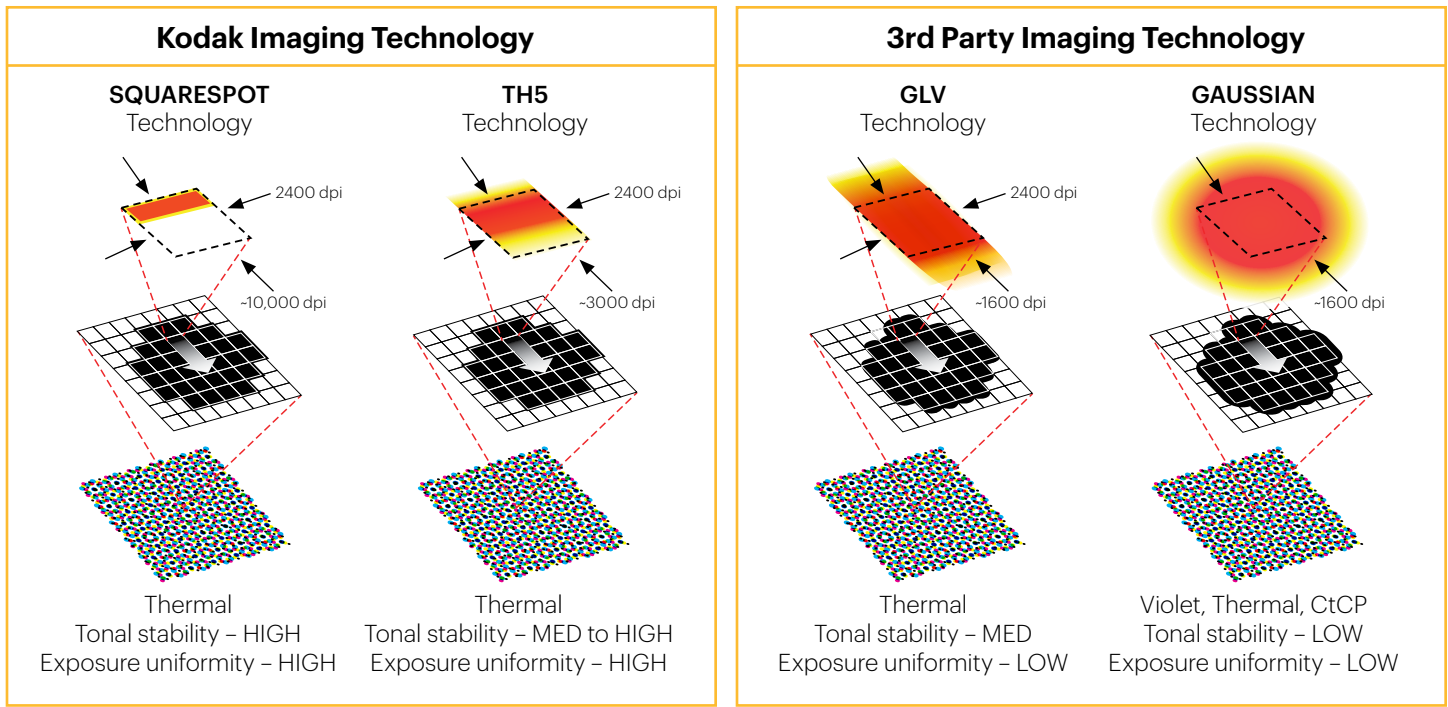 Kodak Imaging Technology
SQUARESPOT
Technology
2400 dpi
~10,000 dpi
Thermal
Tonal stability – HIGH
Exposure uniformity – HIGH
TH5
Technology
2400 dpi
~3000 dpi
Thermal
Tonal stability – MED to HIGH
Exposure uniformity – HIGH
3rd Party Imaging Technology
GLV
Technology
2400 dpi
~1600 dpi
Thermal
Tonal stability – MED
Exposure uniformity – LOW
GAUSSIAN
Technology
~1600 dpi
Violet, Thermal, CtCP
Tonal stability – LOW
Exposure uniformity – LOW